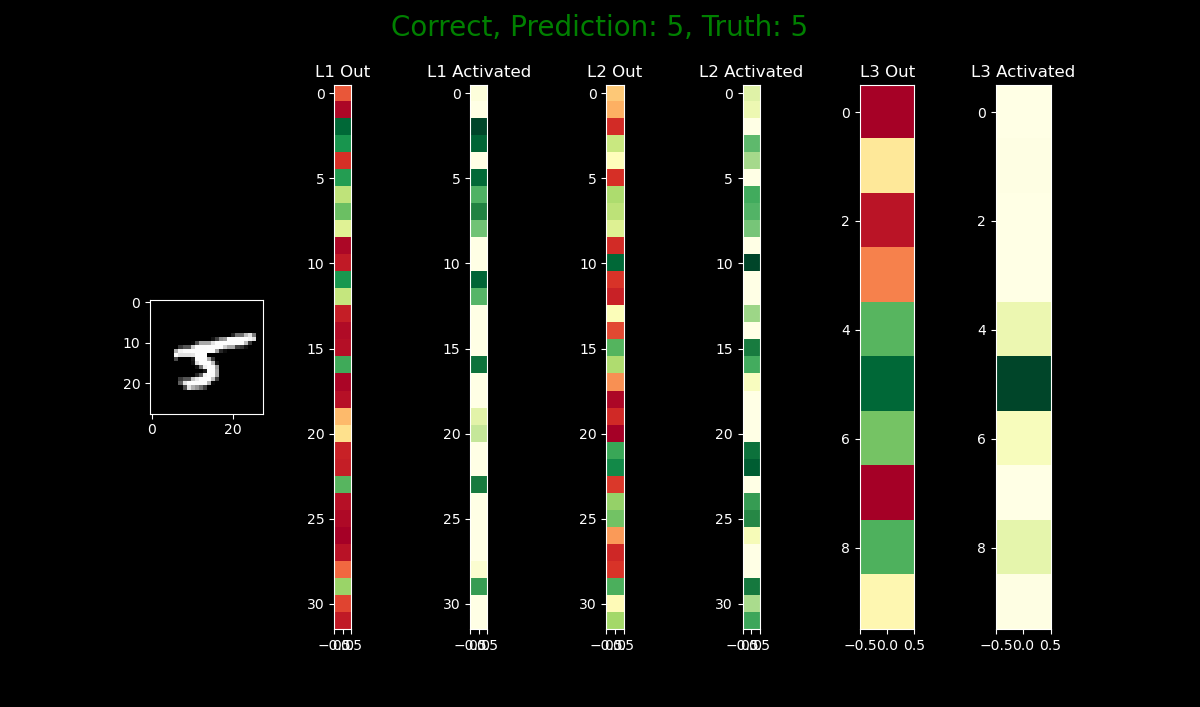 Correct, Prediction: 5, Truth: 5
L1 Out L1 Activated L2 Out L2 Activated L3 Out L3 Activated
0 0 0 0 0 0
5 5 5 5 2 2
10 10 10 10 4 4
15 15 15 15 6 6
20 20 20 20 8 8
25 25 25 25
30 30 30 30
0
10
20
0 20
5
−0.50.0 0.5 −0.50.0 0.5